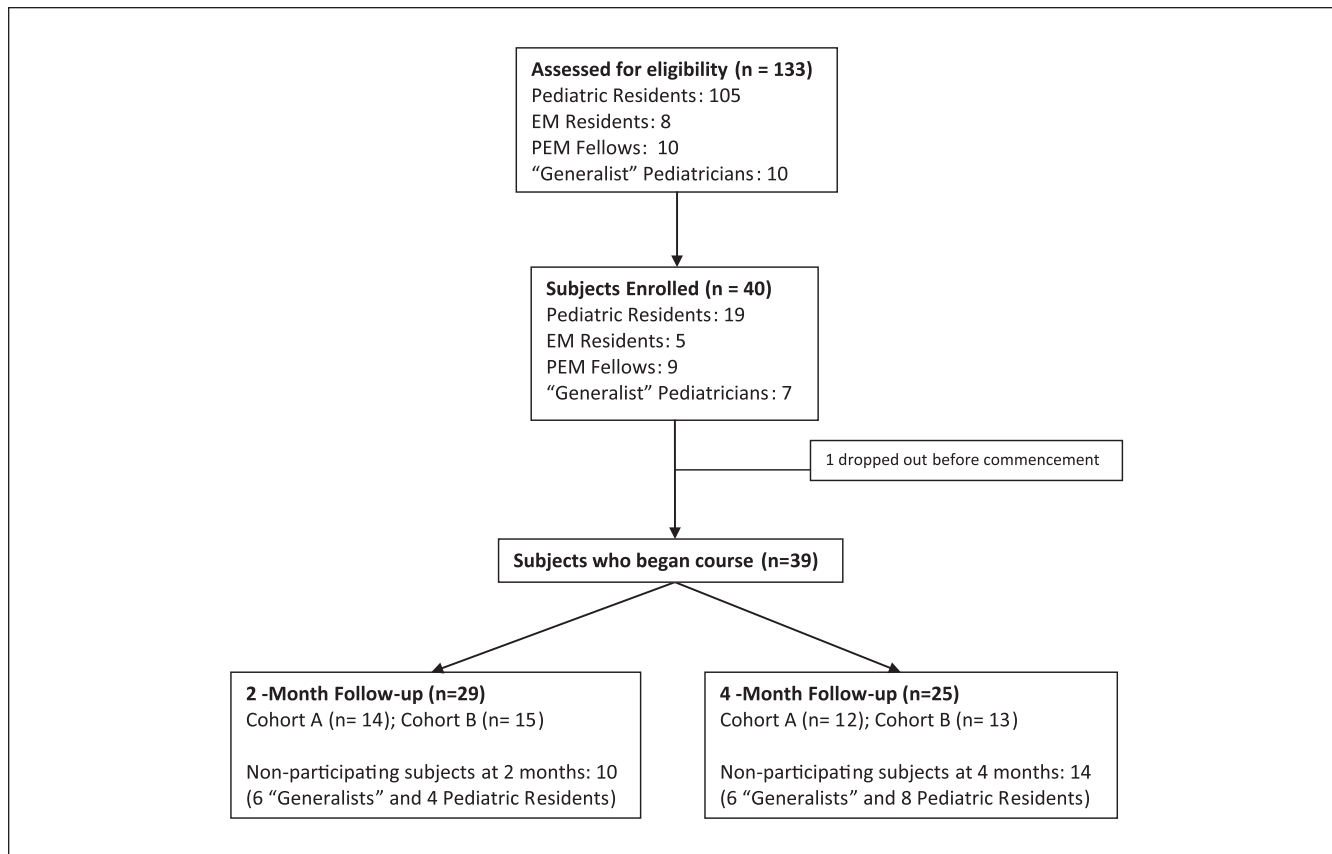 Assessed for eligibility (n = 133)
Pediatric Residents: 105
EM Residents: 8
PEM Fellows: 10
“Generalist” Pediatricians: 10
Subjects Enrolled (n = 40)
Pediatric Residents: 19
EM Residents: 5
PEM Fellows: 9
“Generalist” Pediatricians: 7
1 dropped out before commencement
Subjects who began course (n=39)
2 -Month Follow-up (n=29)
Cohort A (n= 14); Cohort B (n= 15)
Non-participating subjects at 2 months: 10
(6 “Generalists” and 4 Pediatric Residents)
4 -Month Follow-up (n=25)
Cohort A (n= 12); Cohort B (n= 13)
Non-participating subjects at 4 months: 14
(6 “Generalists” and 8 Pediatric Residents)